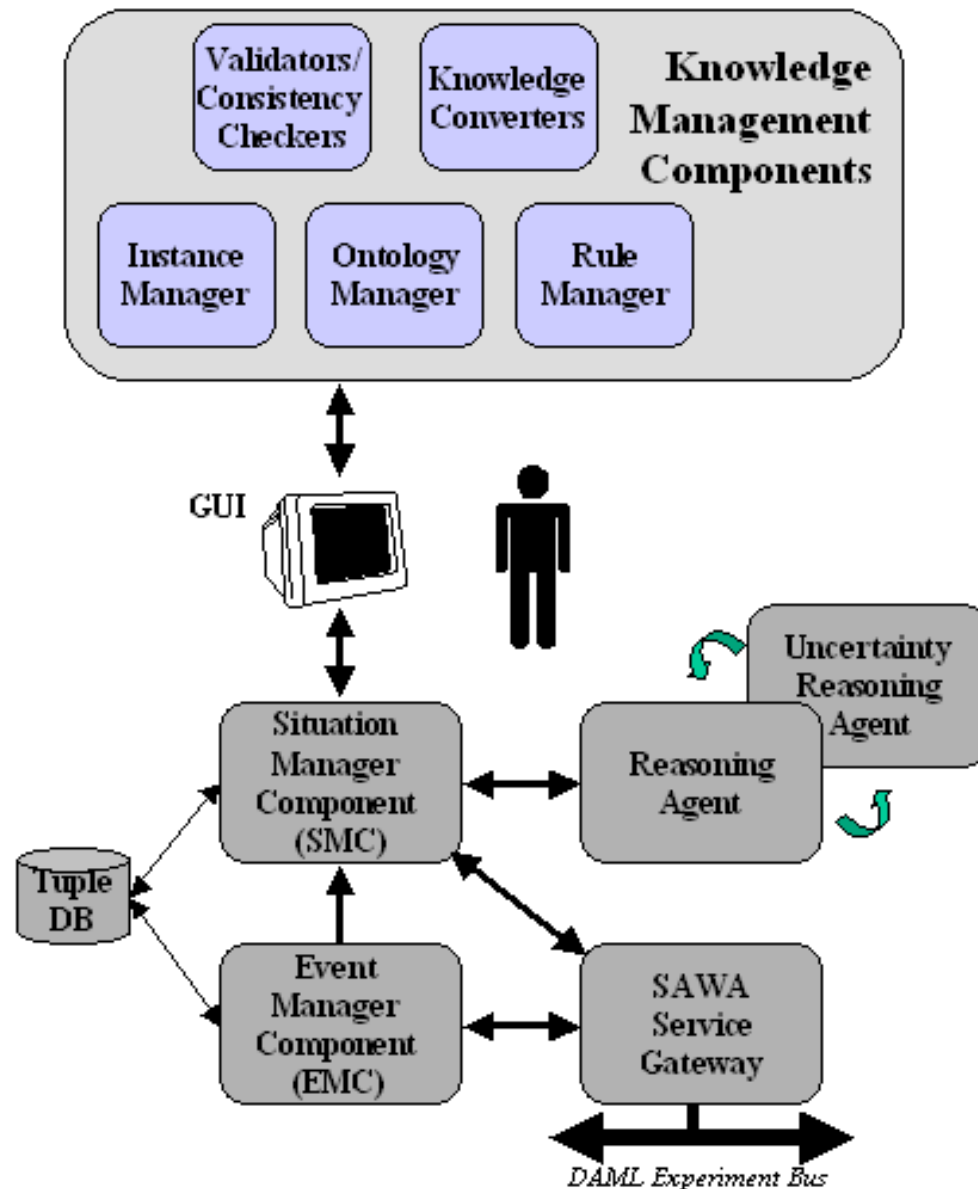 Validators/
Consistency
Checkers
Knowledge
Converters
Knowledge
Management
Components
Instance
Manager
Ontology
Manager
Rule
Manager
GUI
Uncertainty
Reasoning
Agent
Situation
Manager
Component
(SMC)
Reasoning
Agent
Tuple
DB
Event
Manager
Component
(EMC)
SAWA
Service
Gateway
DAML Experiment Bus